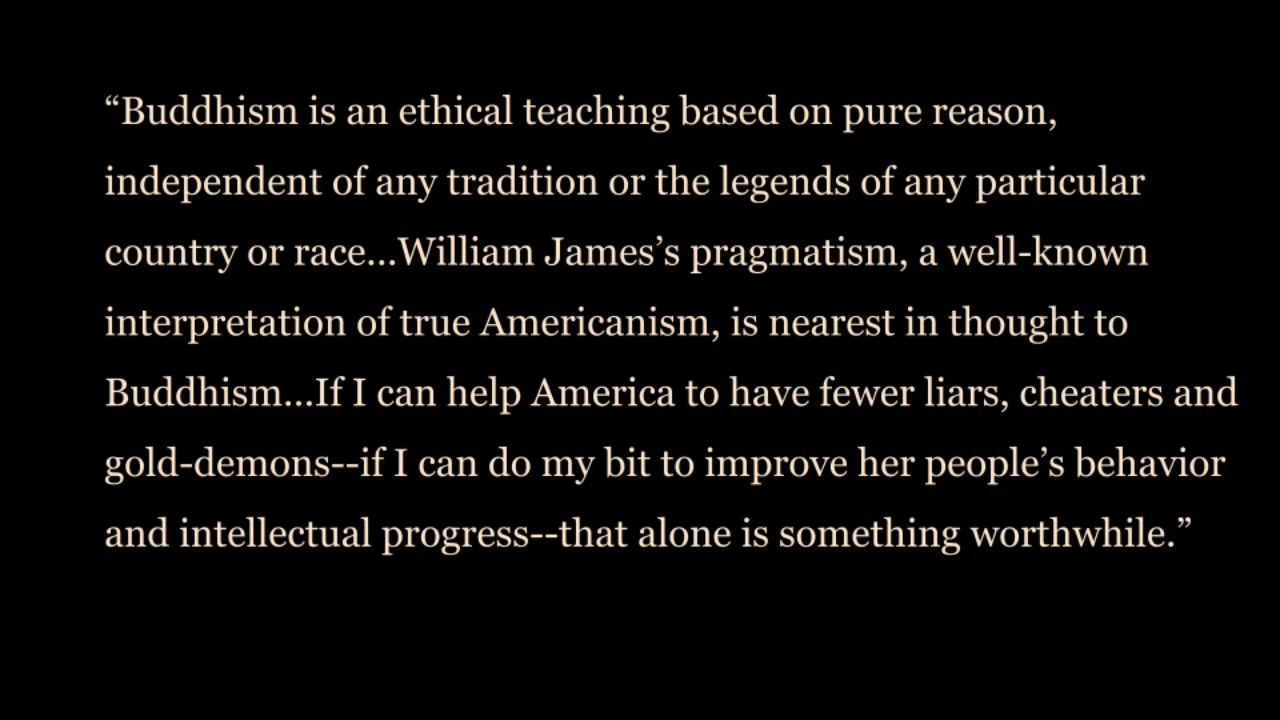 “Buddhism is an ethical teaching based on pure reason,
independent of any tradition or the legends of any particular
country or race...William James’s pragmatism, a well-known
interpretation of true Americanism, is nearest in thought to
Buddhism...If I can help America to have fewer liars, cheaters and
gold-demons--if I can do my bit to improve her people’s behavior
and intellectual progress--that alone is something worthwhile.”